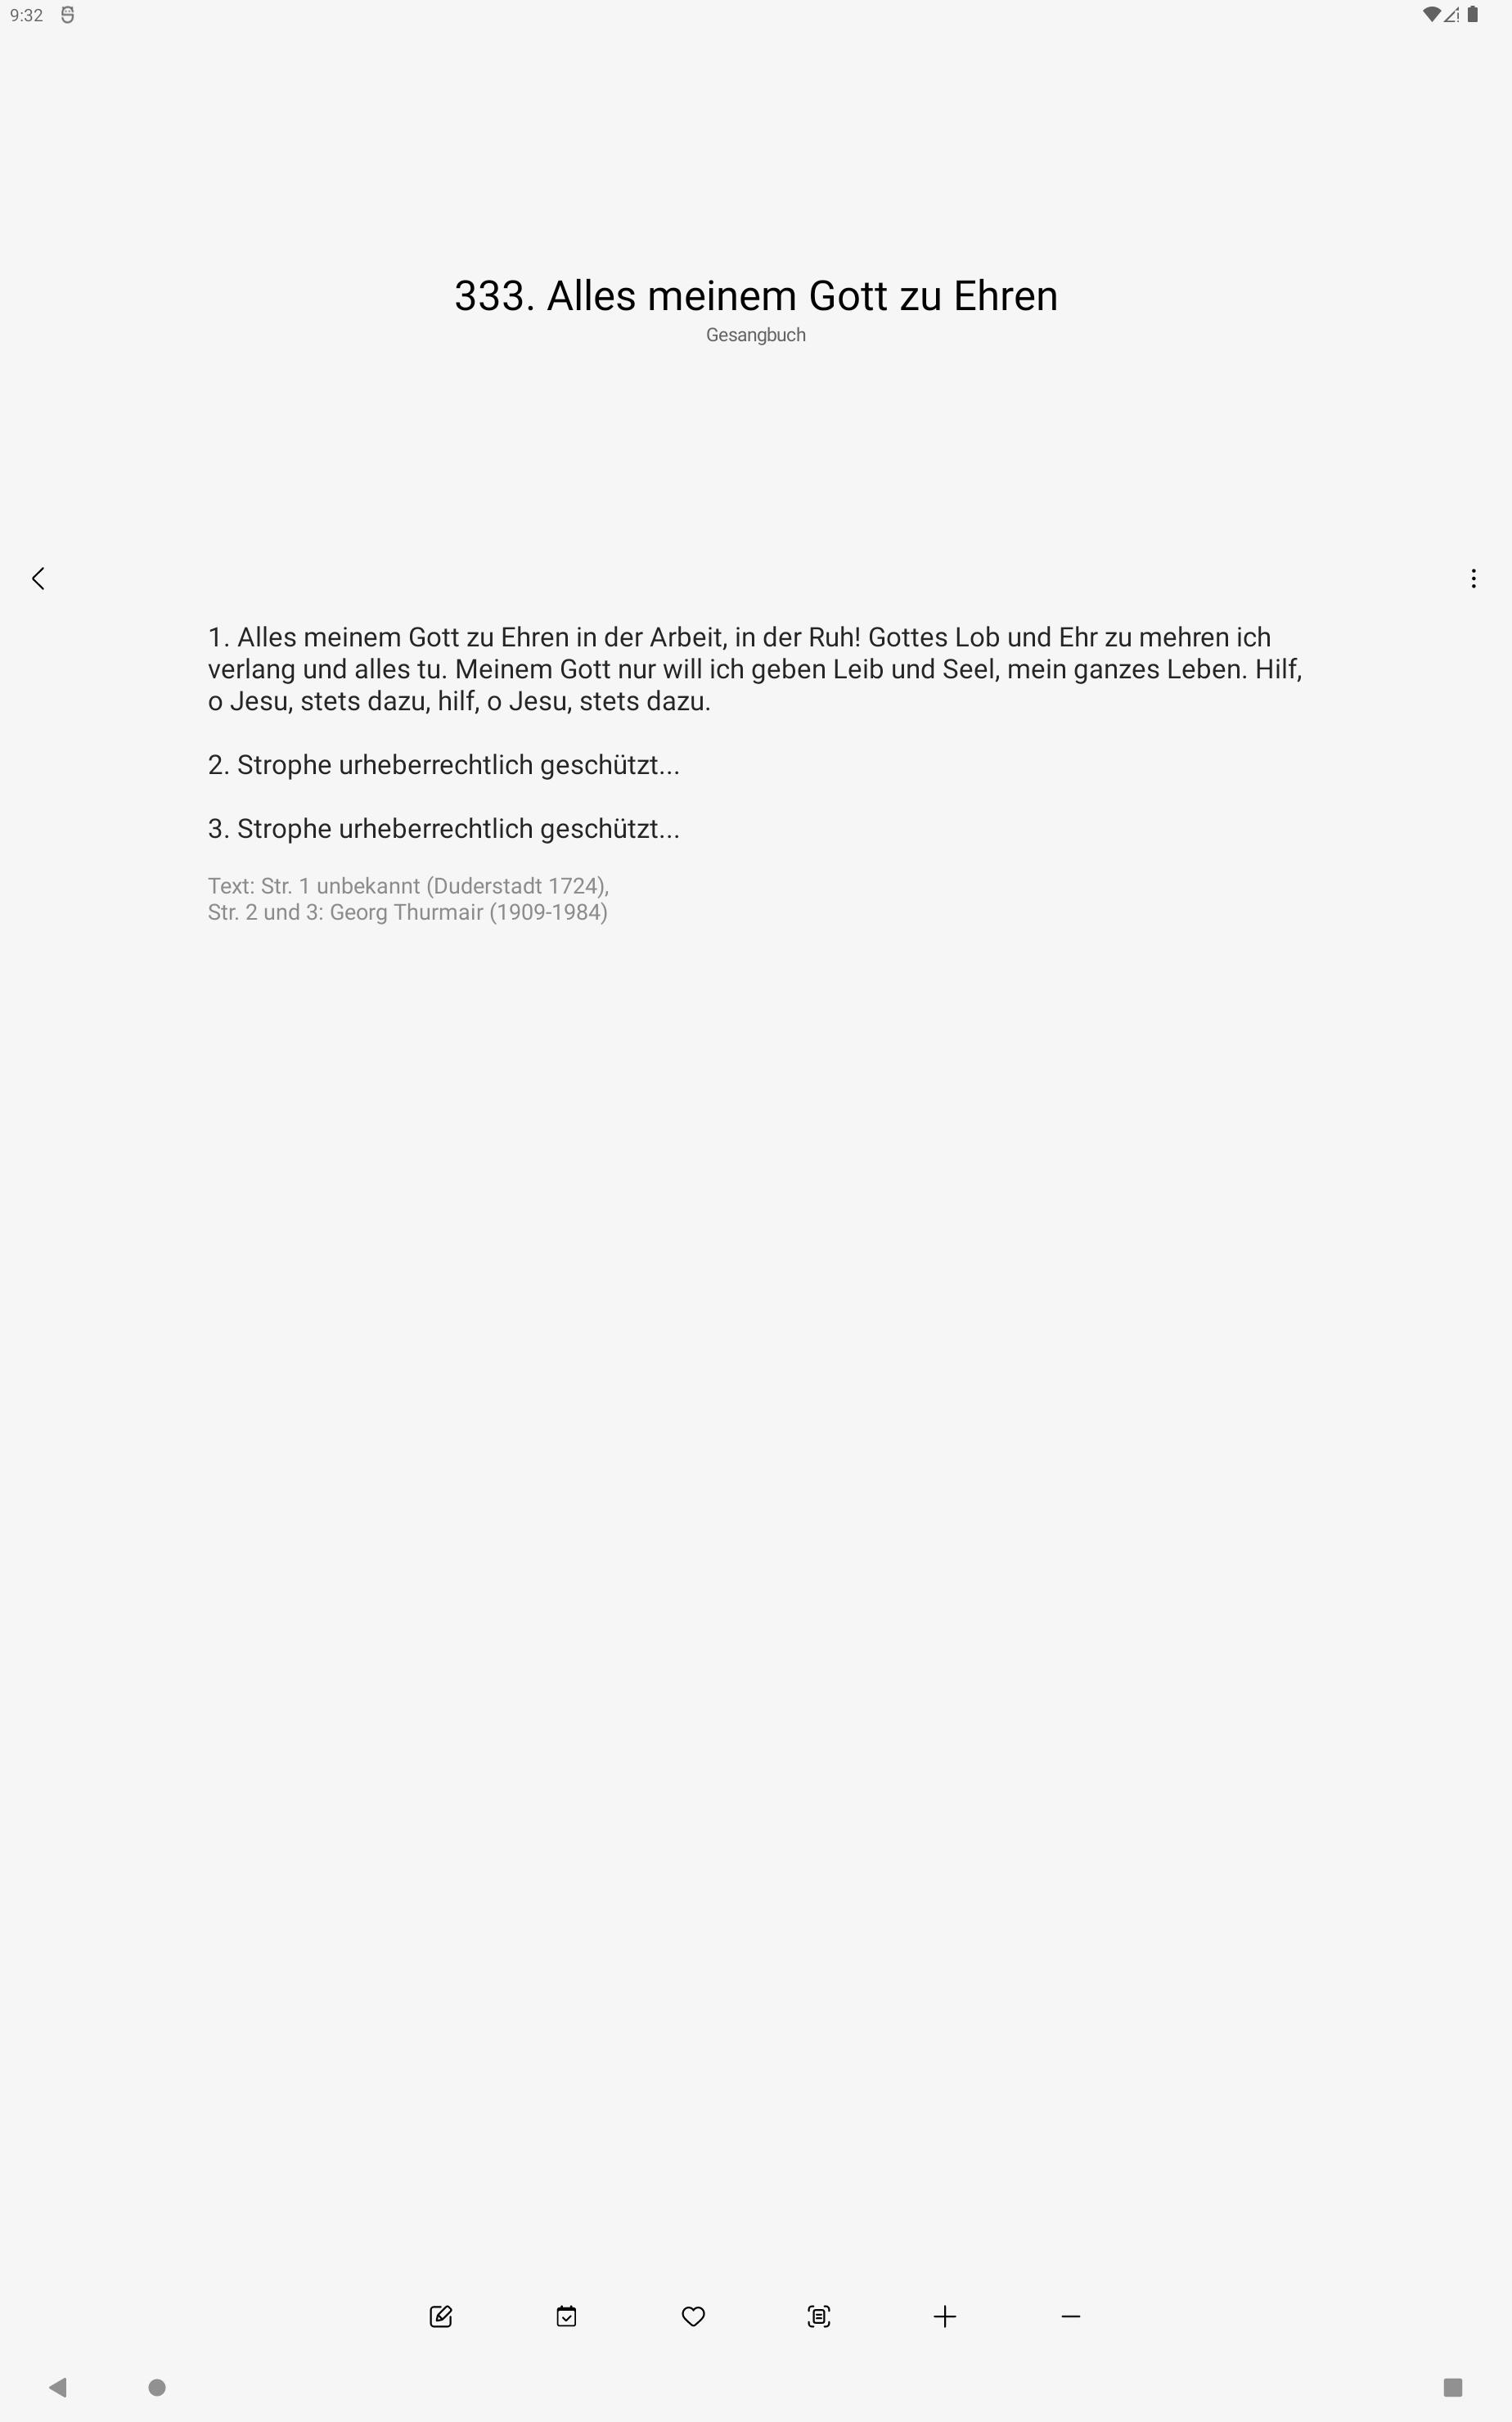 9:32
333. Alles meinem Gott zu Ehren
Gesangbuch
1. Alles meinem Gott zu Ehren in der Arbeit, in der Ruh! Gottes Lob und Ehr zu mehren ich
verlang und alles tu. Meinem Gott nur will ich geben Leib und Seel, mein ganzes Leben. Hilf,
o Jesu, stets dazu, hilf, o Jesu, stets dazu.
2. Strophe urheberrechtlich geschützt...
3. Strophe urheberrechtlich geschützt...
Text: Str. 1 unbekannt (Duderstadt 1724),
Str. 2 und 3: Georg Thurmair (1909-1984)